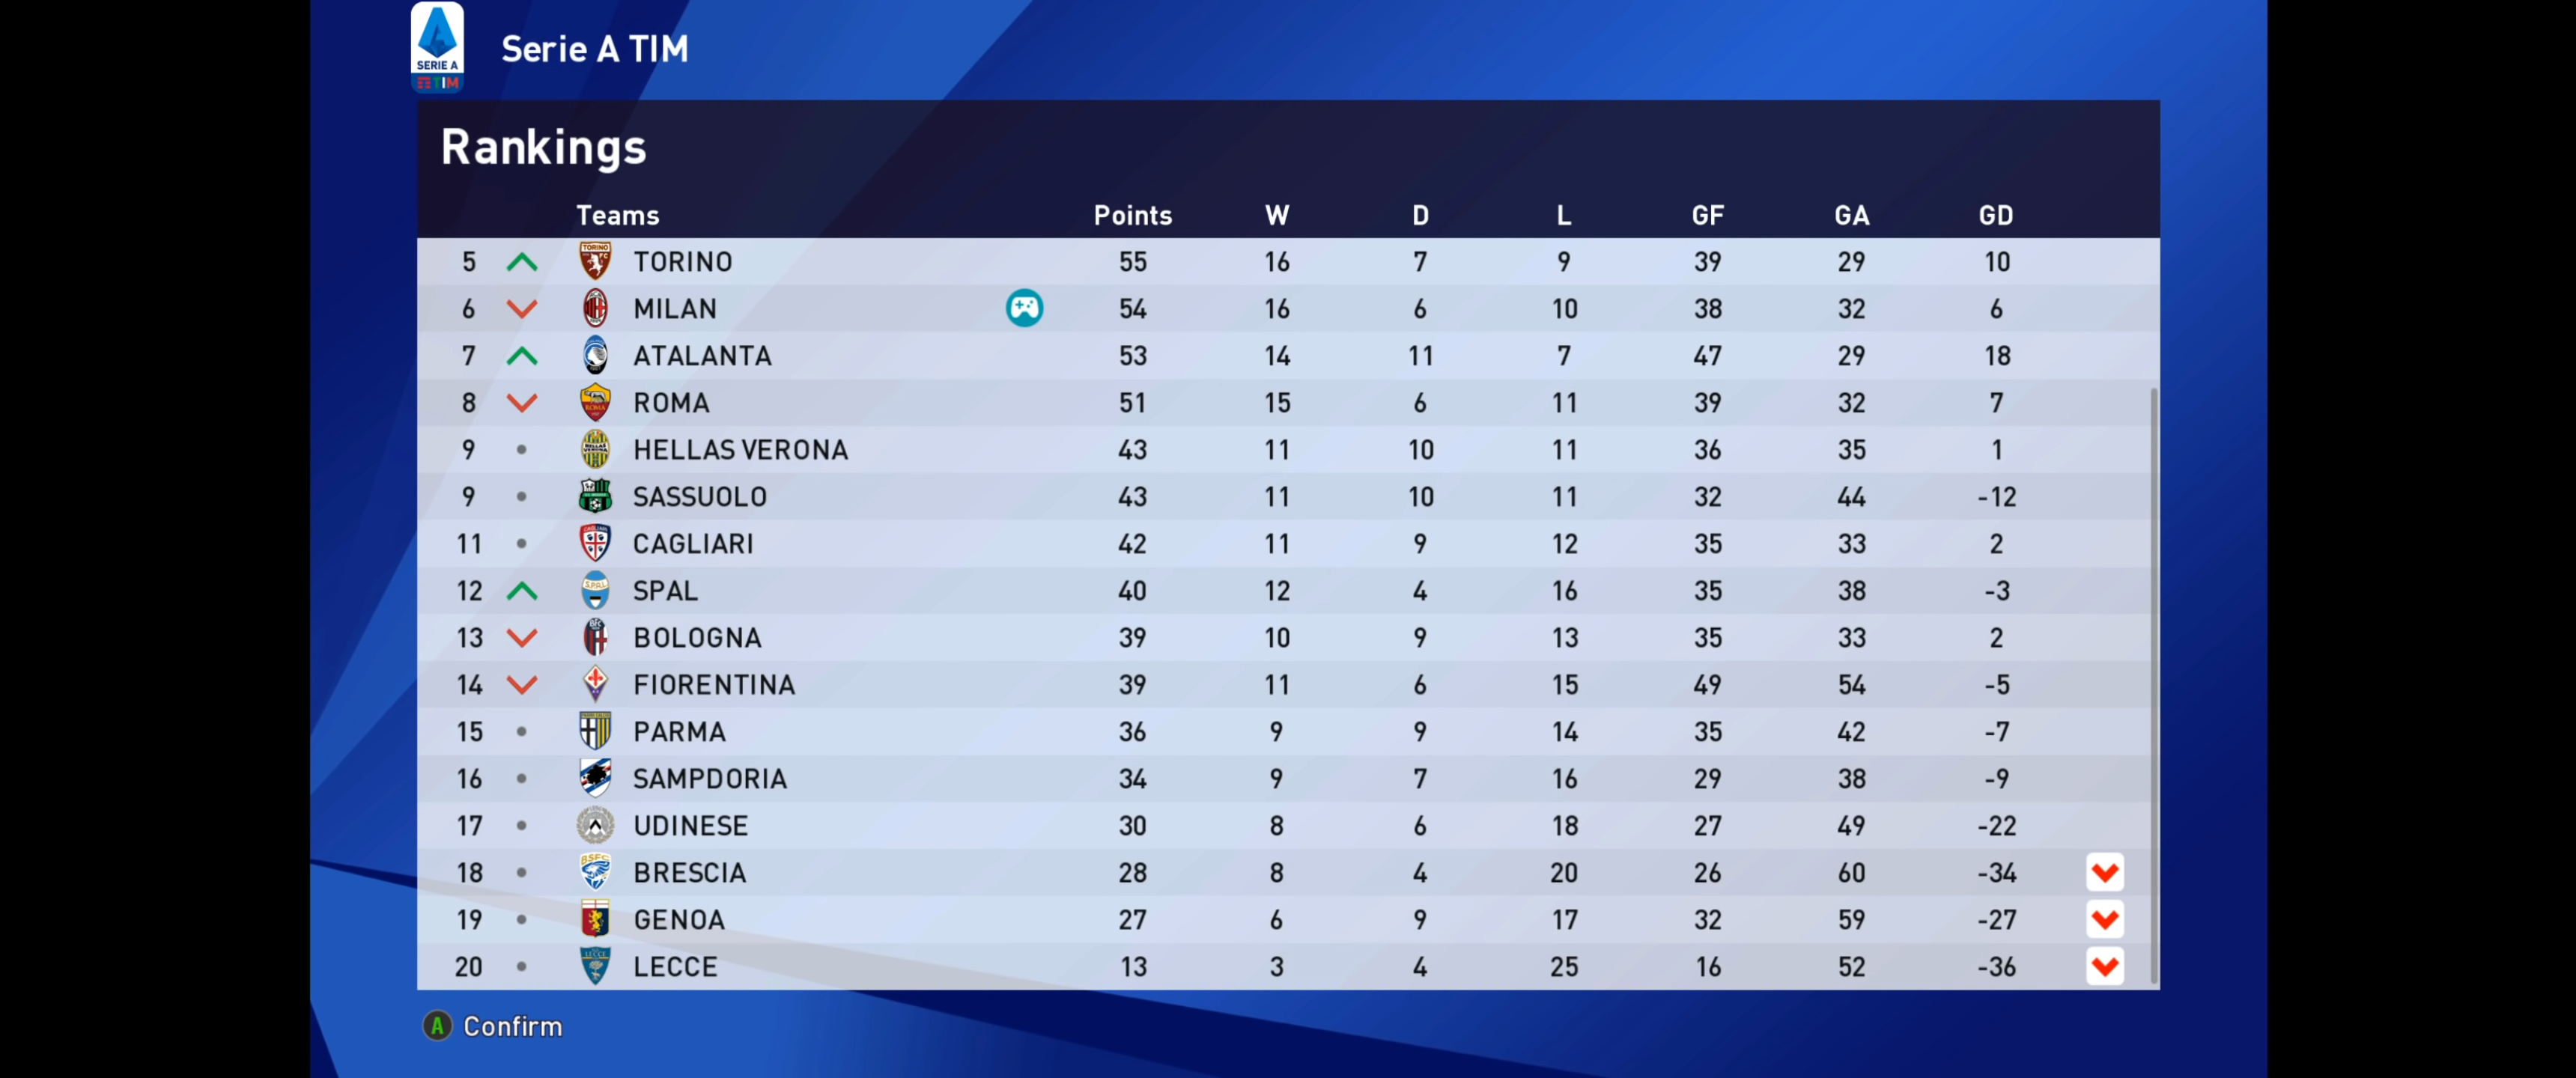 SERIE A
TIM
Serie A TIM
Rankings
Teams Points W D L GF GA GD
5 TORINO 55 16 7 9 39 29 10
6 MILAN 54 16 6 10 38 32 6
7 ATALANTA 53 14 11 7 47 29 18
8 ROMA 51 15 6 11 39 32 7
9 HELLAS VERONA 43 11 10 11 36 35 1
9 SASSUOLO 43 11 10 11 32 44 -12
11 CAGLIARI 42 11 9 12 35 33 2
12 SPAL 40 12 4 16 35 38 -3
13 BOLOGNA 39 10 9 13 35 33 2
14 FIORENTINA 39 11 6 15 49 54 -5
15 PARMA 36 9 9 14 35 42 -7
16 SAMPDORIA 34 9 7 16 29 38 -9
17 UDINESE 30 8 6 18 27 49 -22
18 BRESCIA 28 8 4 20 26 60 -34
19 GENOA 27 6 9 17 32 59 -27
20 LECCE 13 3 4 25 16 52 -36
A Confirm